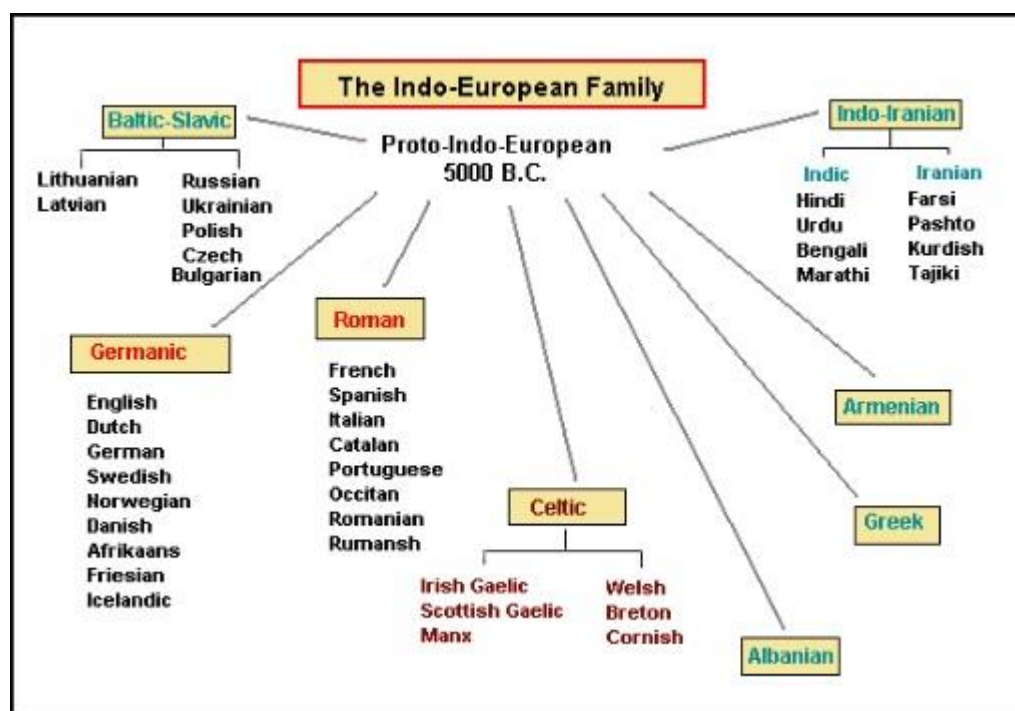 The Indo-European Family
Proto-Indo-European
5000 B.C.
Baltic-Slavic
Lithuanian
Latvian
Russian
Ukrainian
Polish
Czech
Bulgarian
Indo-Iranian
Indic
Hindi
Urdu
Bengali
Marathi
Iranian
Farsi
Pashto
Kurdish
Tajiki
Germanic
English
Dutch
German
Swedish
Norwegian
Danish
Afrikaans
Friesian
Icelandic
Roman
French
Spanish
Italian
Catalan
Portuguese
Occitan
Romanian
Rumansh
Celtic
Irish Gaelic
Scottish Gaelic
Manx
Welsh
Breton
Cornish
Armenian
Greek
Albanian